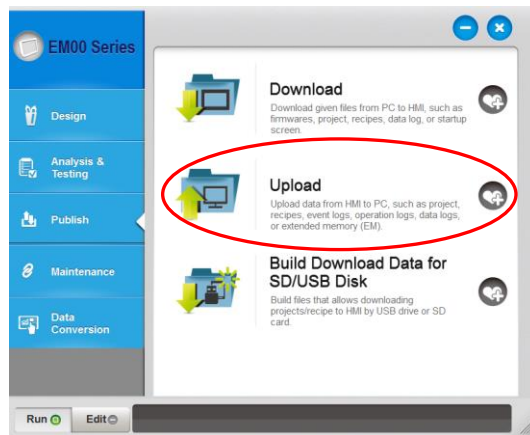 EM00 Series
Design
Analysis &
Testing
Publish
Maintenance
Data
Conversion
Download
Download given files from PC to HMI, such as
firmwares, project, recipes, data log, or startup
screen.
Upload
Upload data from HMI to PC, such as project,
recipes, event logs, operation logs, data logs,
or extended memory (EM).
Build Download Data for
SD/USB Disk
Build files that allows downloading
projects/recipe to HMI by USB drive or SD
card.
Run
Edit